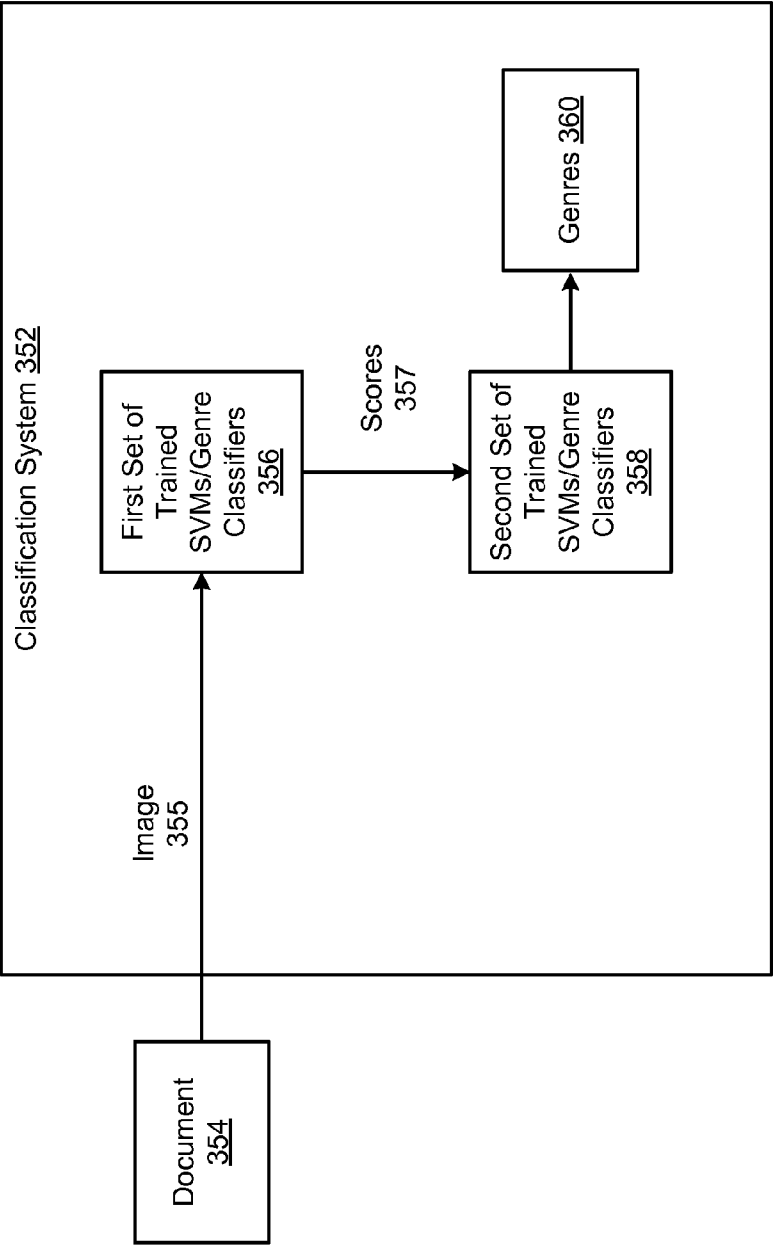 Classification System 352
Document
354
Image
355
First Set of
Trained
SVMs/Genre
Classifiers
356
Scores
357
Second Set of
Trained
SVMs/Genre
Classifiers
358
Genres 360